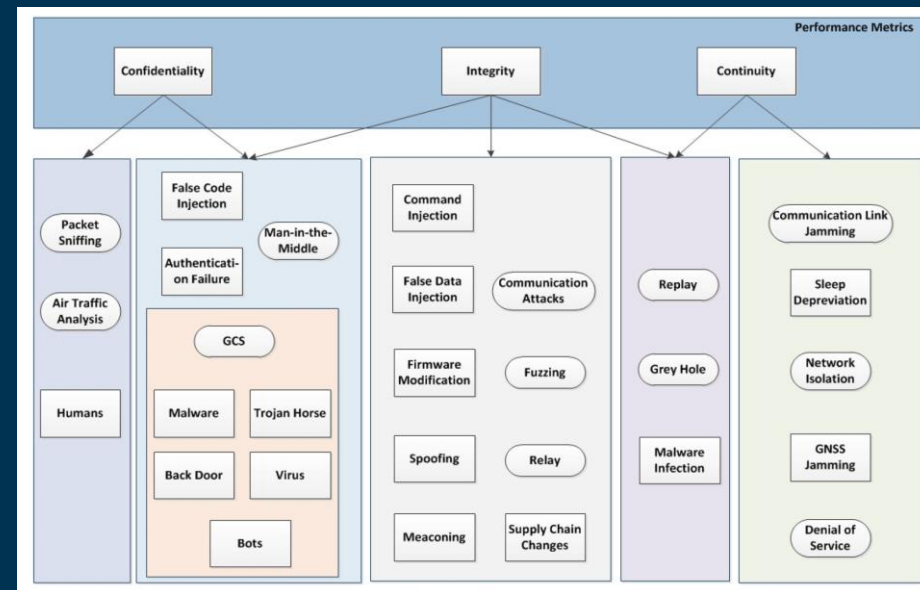 Performance Metrics
Confidentiality
Integrity
Continuity
Packet
Sniffing
Air Traffic
Analysis
Humans
False Code
Injection
Man-in-the-
Middle
Authenticati-
on Failure
GCS
Malware
Trojan Horse
Back Door
Virus
Bots
Command
Injection
False Data
Injection
Communication
Attacks
Firmware
Modification
Fuzzing
Spoofing
Relay
Meaconing
Supply Chain
Changes
Replay
Grey Hole
Malware
Infection
Communication Link
Jamming
Sleep
Depreviation
Network
Isolation
GNSS
Jamming
Denial of
Service